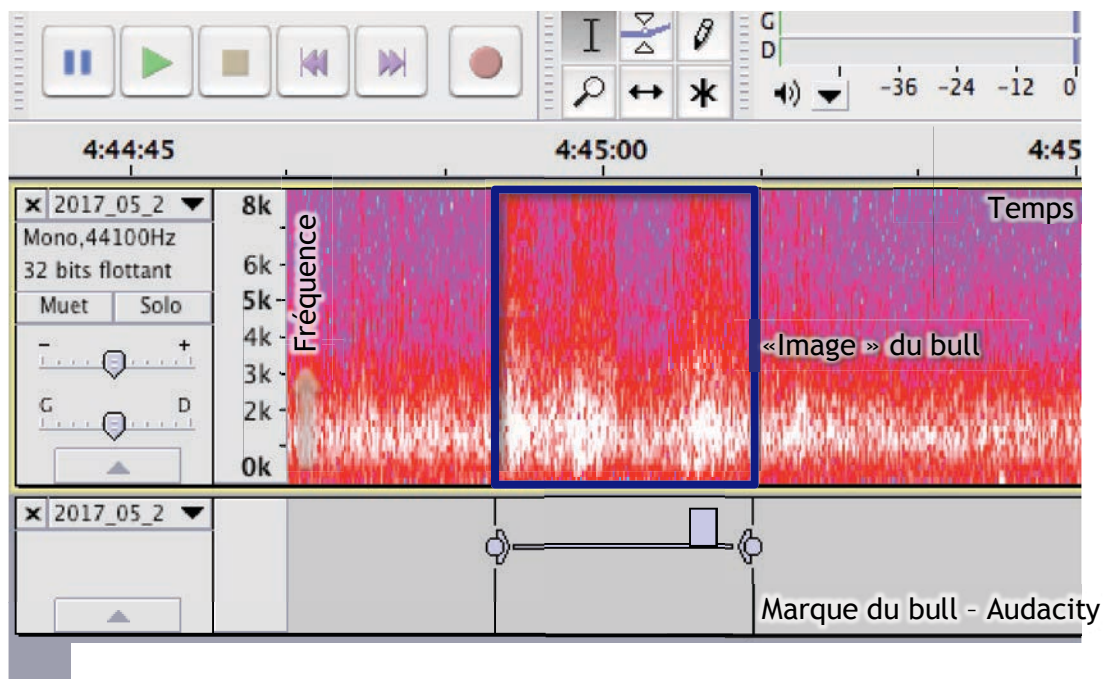 G
D
-36 -24 -12 0
4:44:45 4:45:00 4:45
2017_05_2
Mono,44100Hz
32 bits flottant
Muet Solo
- +
G D
8k
6k
5k
4k
3k
2k
0k
Fréquence
Temps
«Image » du bull
2017_05_2
Marque du bull – Audacity